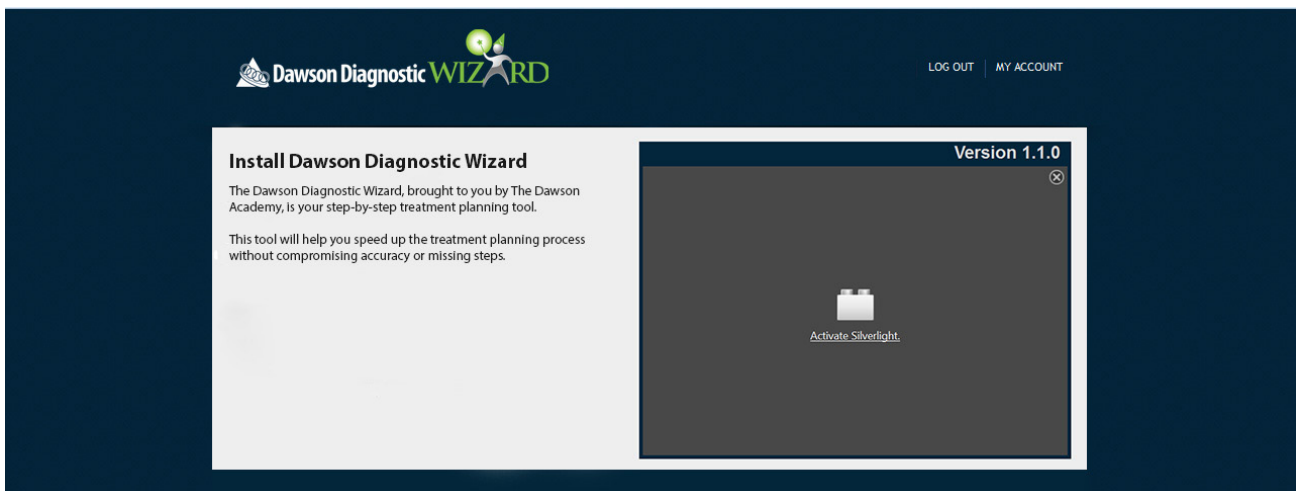 Dawson Diagnostic WIZARD
LOG OUT | MY ACCOUNT
Install Dawson Diagnostic Wizard
The Dawson Diagnostic Wizard, brought to you by The Dawson
Academy, is your step-by-step treatment planning tool.
This tool will help you speed up the treatment planning process
without compromising accuracy or missing steps.
Version 1.1.0
Activate Silverlight.